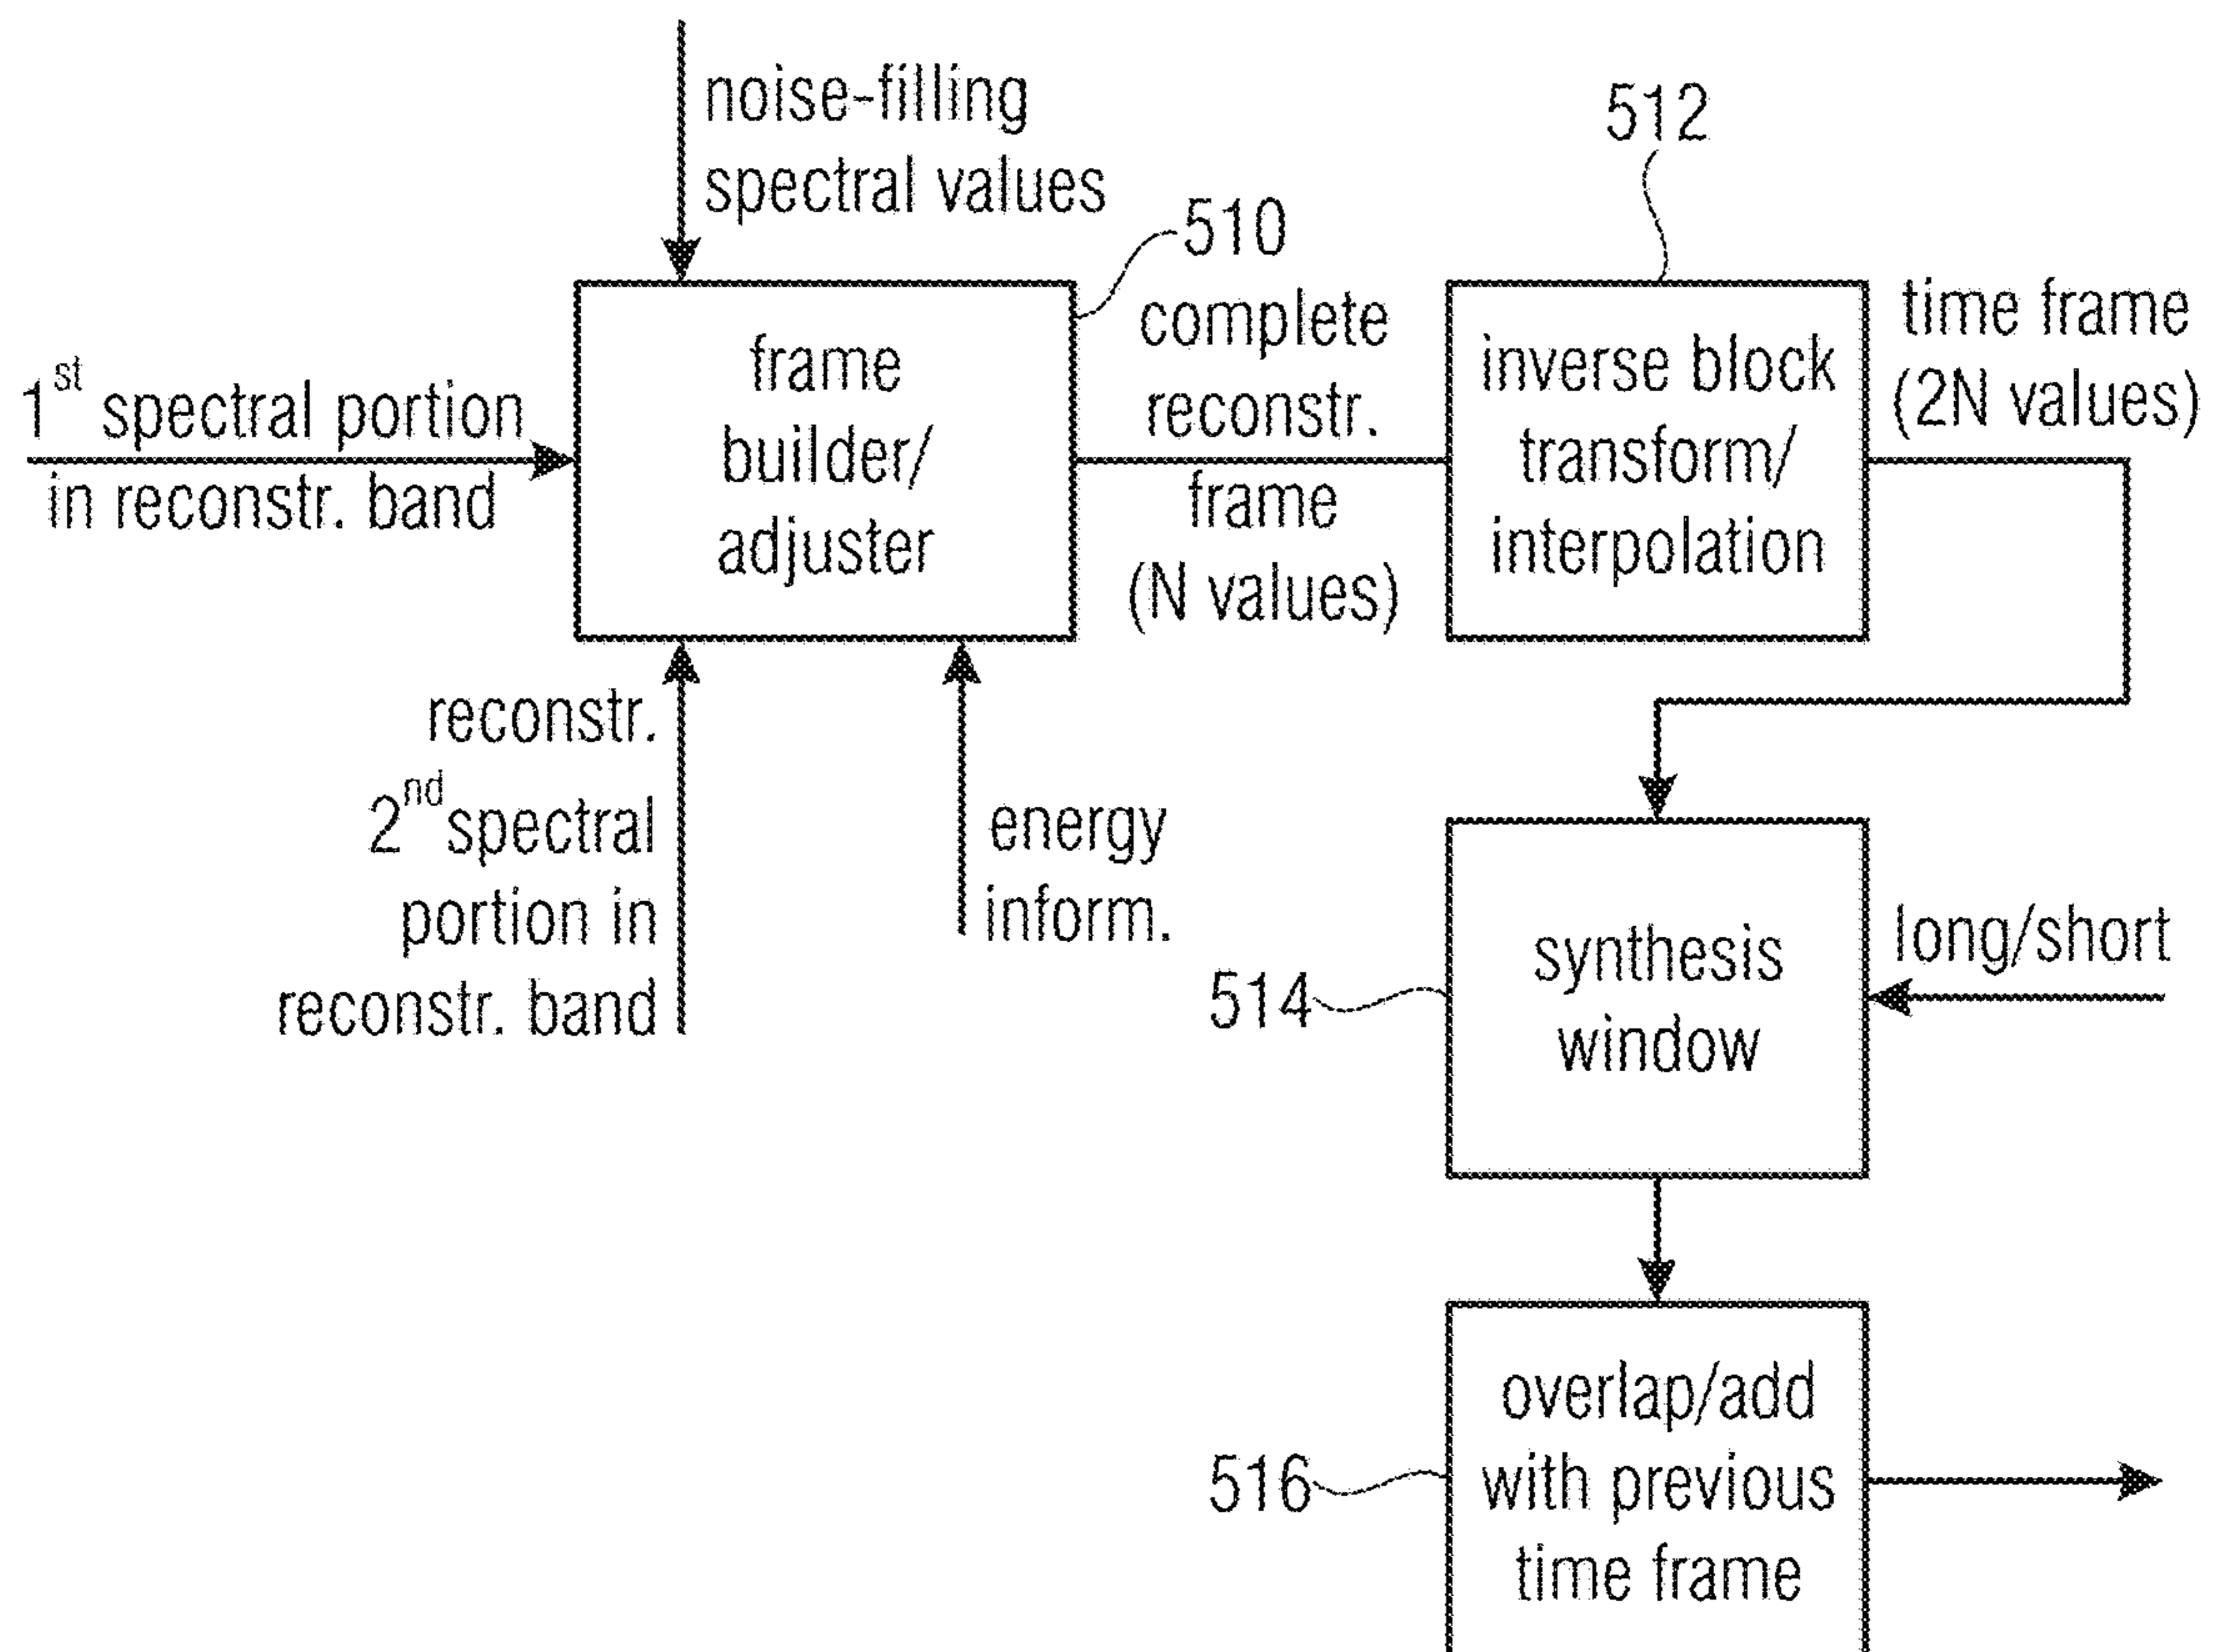 noise-filling
spectral values
512
510
1st spectral portion
in reconstr. band
frame
builder/
adjuster
complete
reconstr.
frame
(N values)
inverse block
transform/
interpolation
time frame
(2N values)
reconstr.
2nd spectral
portion in
reconstr. band
energy
inform.
514
synthesis
window
long/short
516
overlap/add
with previous
time frame